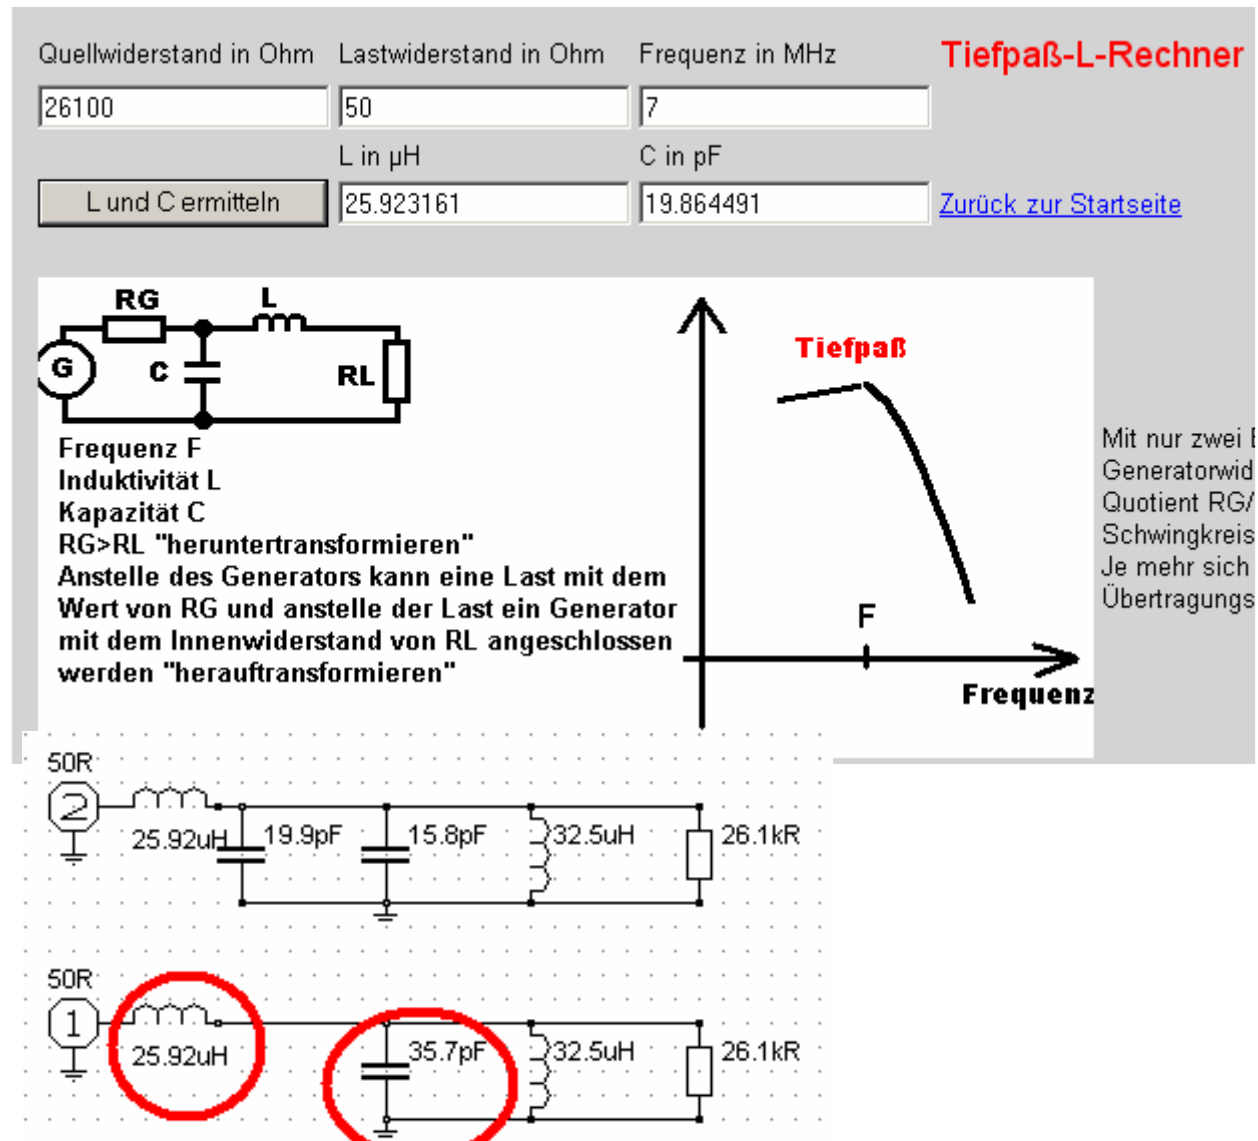 Quellwiderstand in Ohm Lastwiderstand in Ohm Frequenz in MHz Tiefpaß-L-Rechner
26100 50 7
L in µH C in pF
L und C ermitteln 25.923161 19.864491 Zurück zur Startseite
RG L
G C RL
Tiefpaß
F
Frequenz
Frequenz F
Induktivität L
Kapazität C
RG>RL "heruntertransformieren"
Anstelle des Generators kann eine Last mit dem
Wert von RG und anstelle der Last ein Generator
mit dem Innenwiderstand von RL angeschlossen
werden "herauftransformieren"
Mit nur zwei
Generatorwid
Quotient RG/
Schwingkreis
Je mehr sich
Übertragungs
50R
2 25.92uH 19.9pF 15.8pF 32.5uH 26.1kR
50R
1 25.92uH 35.7pF 32.5uH 26.1kR